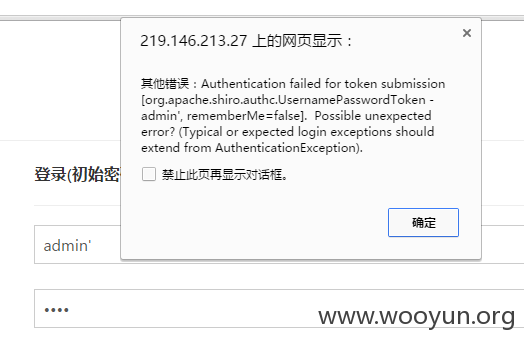 219.146.213.27 上的网页显示：
其他错误：Authentication failed for token submission
[org.apache.shiro.authc.UsernamePasswordToken -
admin', rememberMe=false].  Possible unexpected
error? (Typical or expected login exceptions should
extend from AuthenticationException).
禁止此页再显示对话框。
确定
登录(初始密
admin'
••••
www.wooyun.org